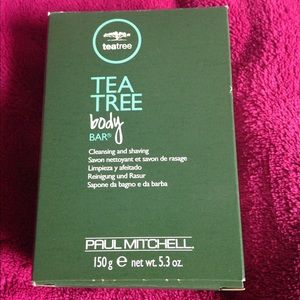 teatree
TEA
TREE
body
BAR®
Cleansing and shaving
Savon nettoyant et savon de rasage
Limpieza y afeitado
Reinigung und Rasur
Sapone da bagno e da barba
PAUL MITCHELL
150 g ℮ net wt. 5.3 oz.